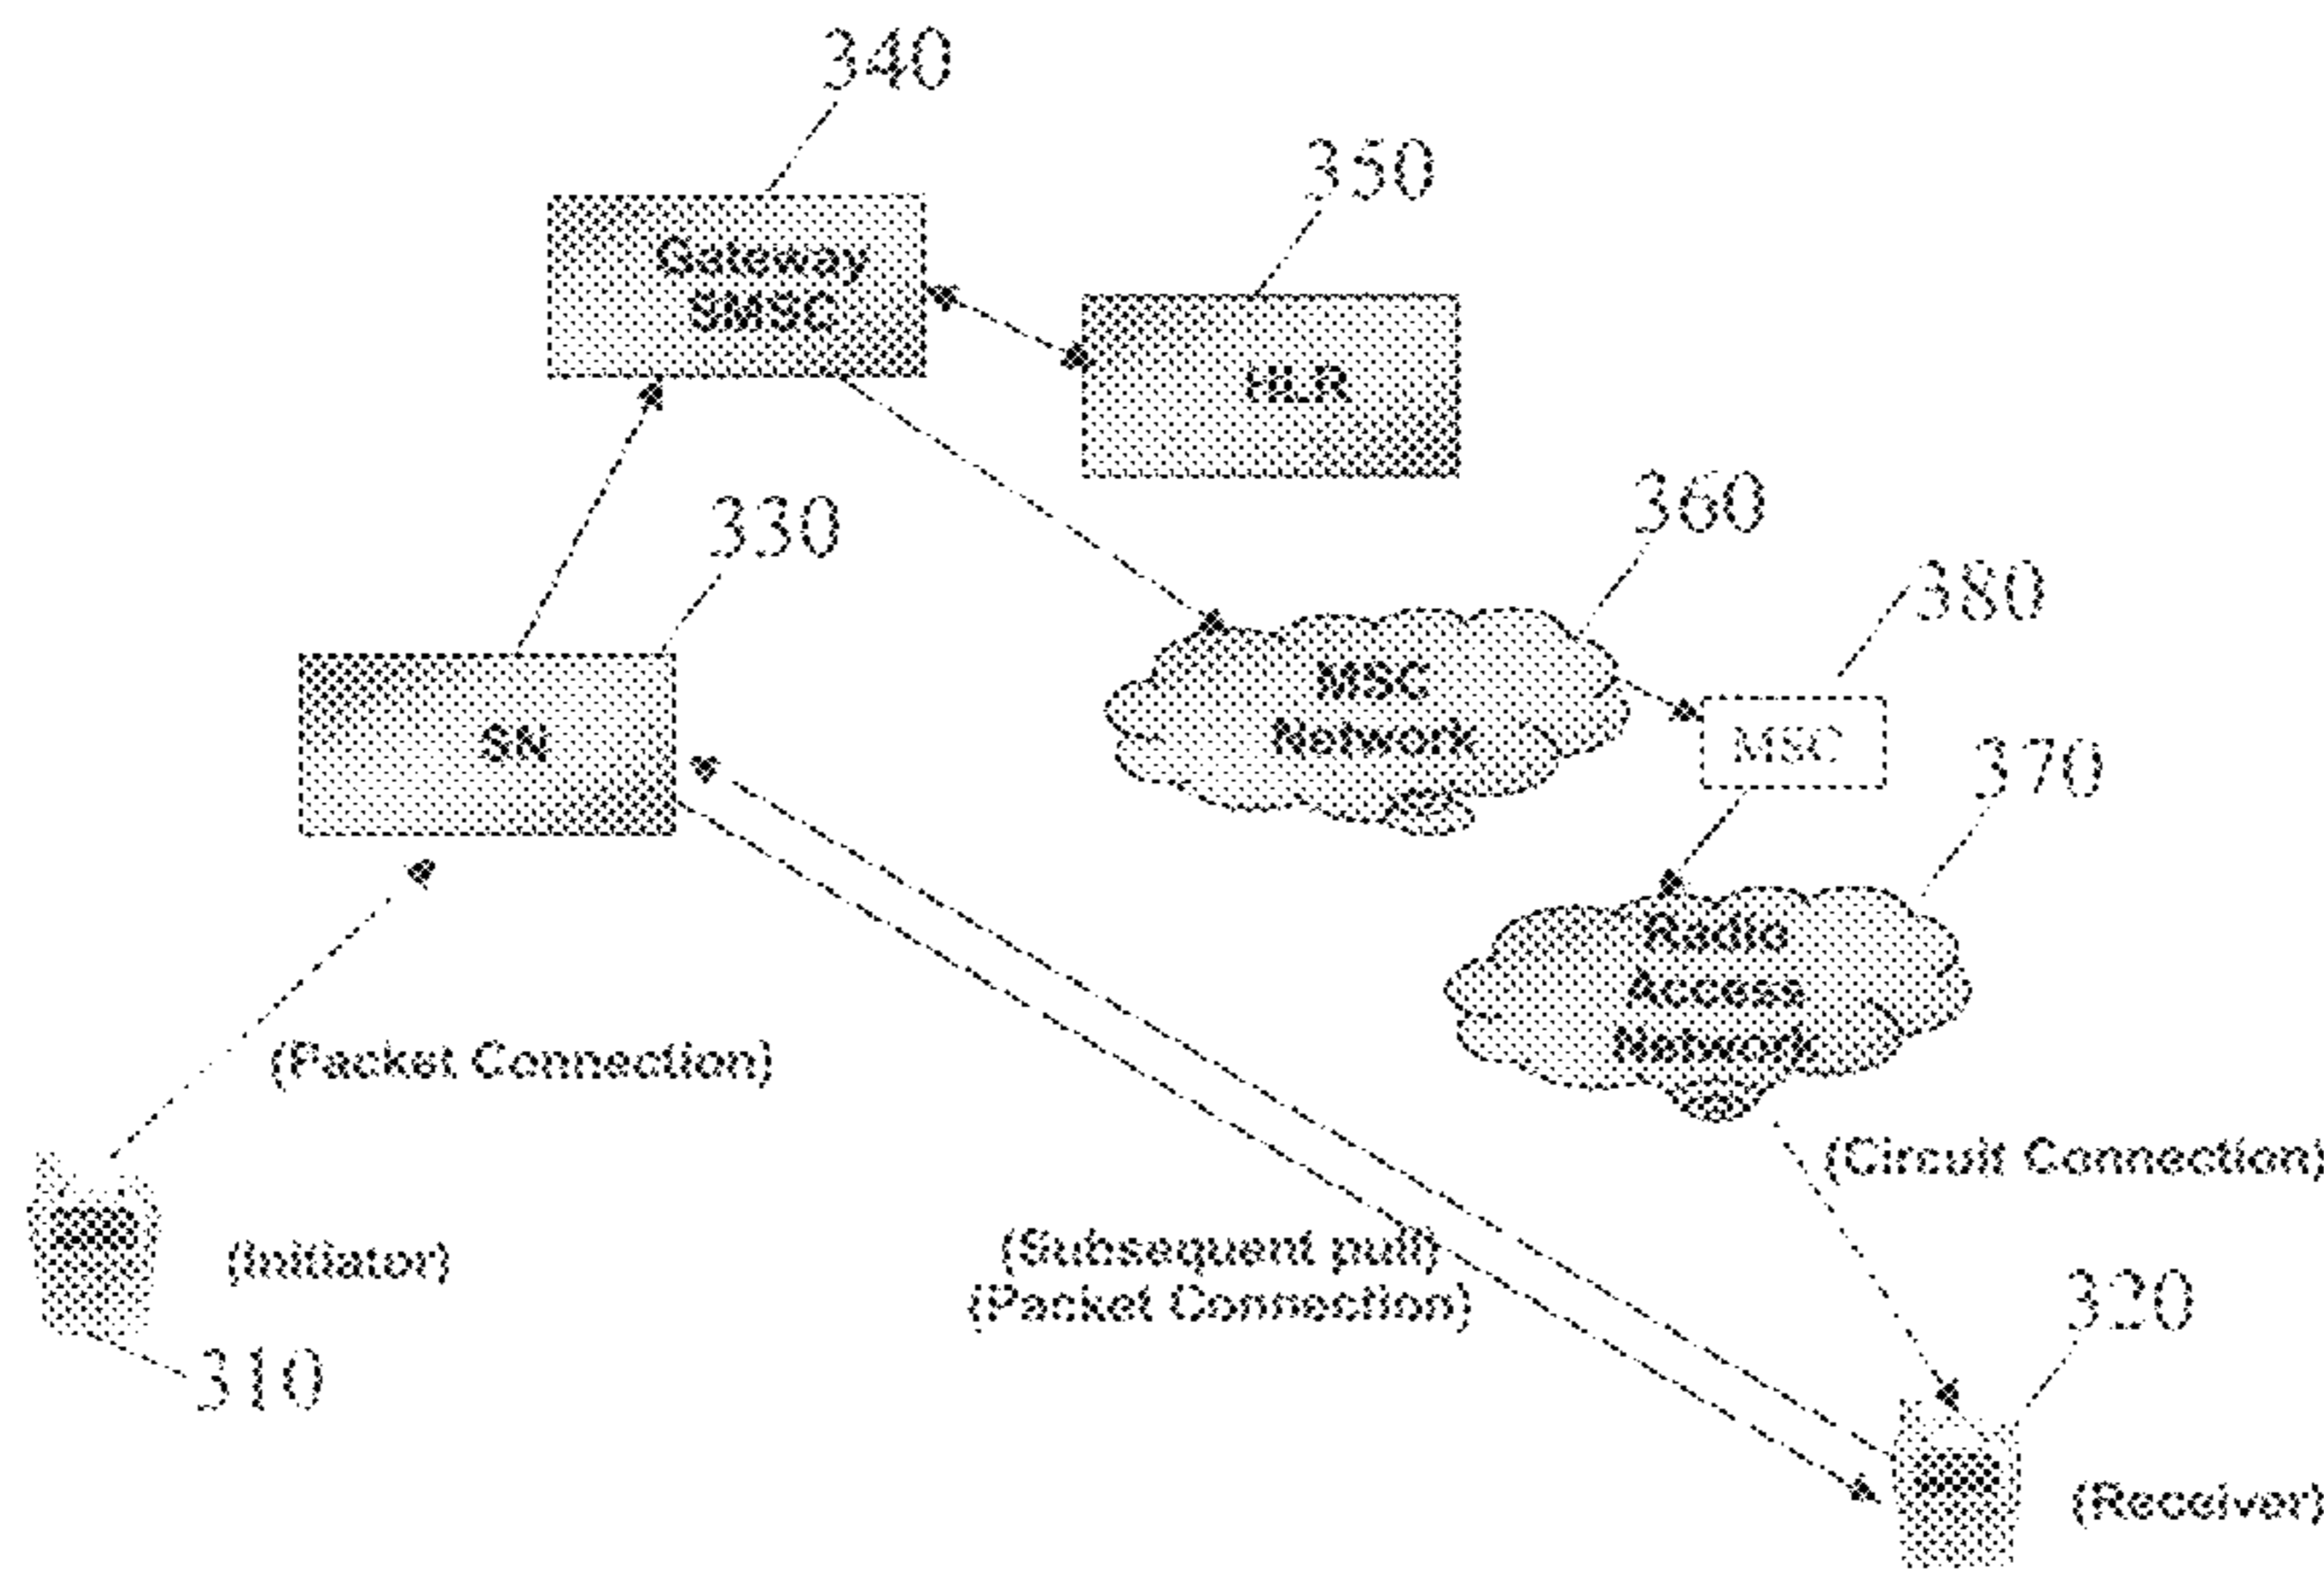 340
350
Gateway
SMSC
HLR
330
360
380
SN
MSC
Network
MSC
370
Radio
Access
Network
(Packet Connection)
(Circuit Connection)
(Initiator)
(Subsequent pull)
(Packet Connection)
320
310
(Receiver)